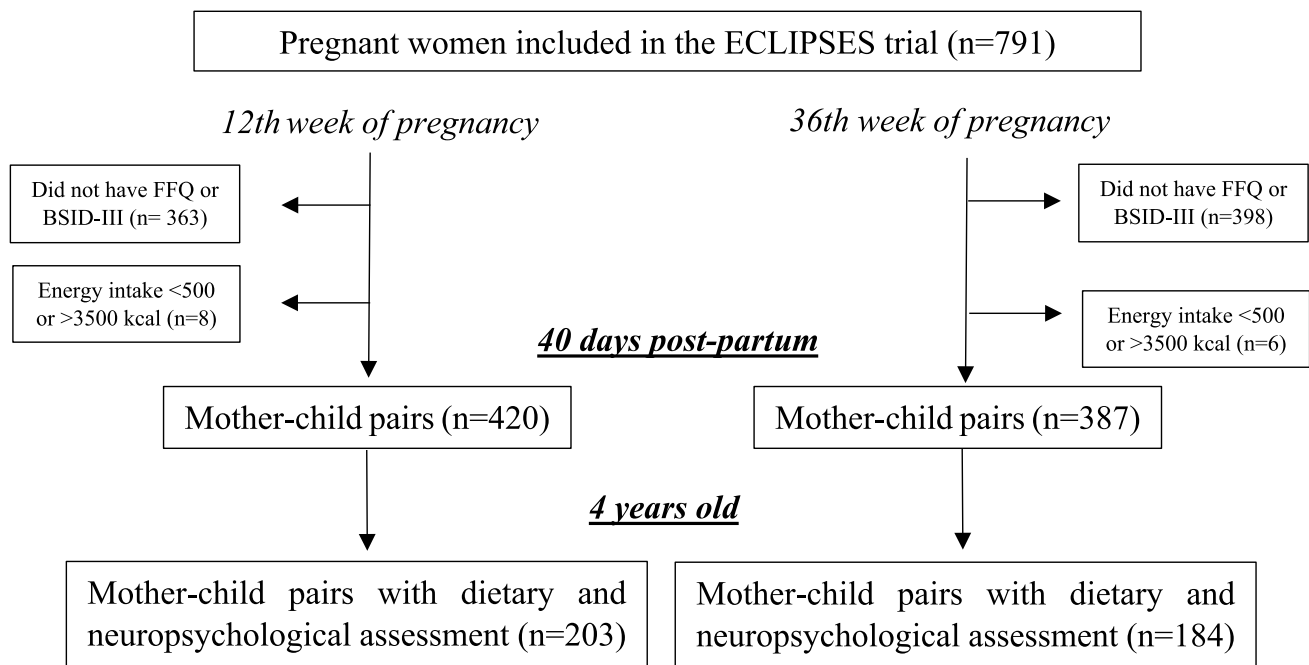 Pregnant women included in the ECLIPSES trial (n=791)
12th week of pregnancy
36th week of pregnancy
Did not have FFQ or
BSID-III (n= 363)
Did not have FFQ or
BSID-III (n=398)
Energy intake <500
or >3500 kcal (n=8)
Energy intake <500
or >3500 kcal (n=6)
40 days post-partum
Mother-child pairs (n=420)
Mother-child pairs (n=387)
4 years old
Mother-child pairs with dietary and
neuropsychological assessment (n=203)
Mother-child pairs with dietary and
neuropsychological assessment (n=184)